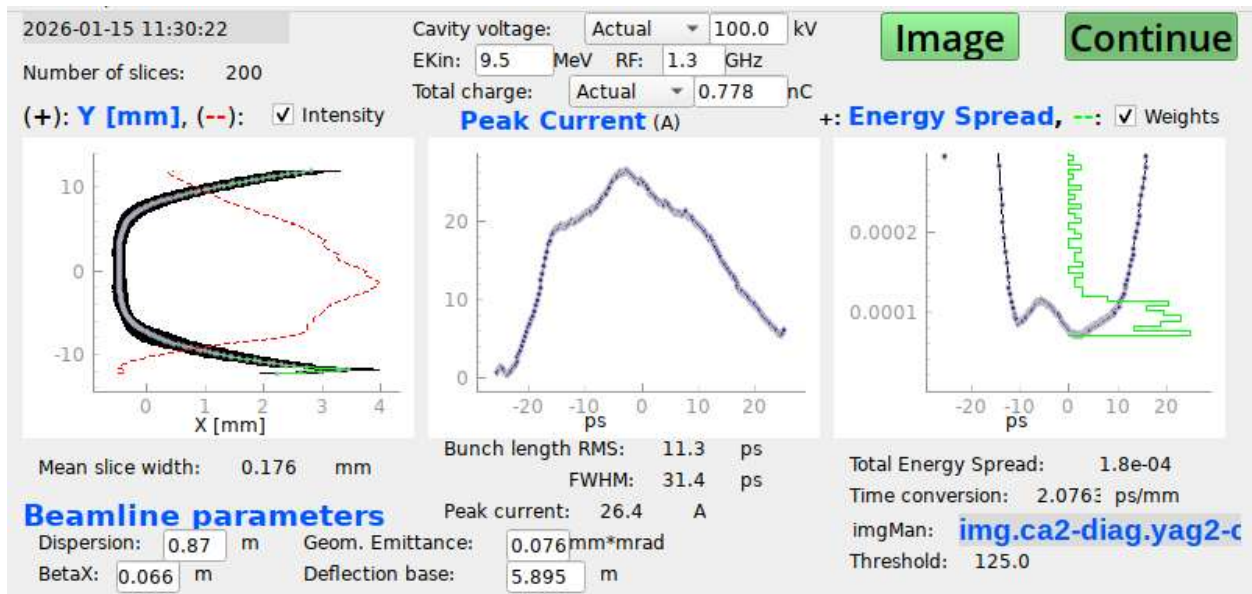 2026-01-15 11:30:22
Cavity voltage: Actual 100.0 kV
EKin: 9.5 MeV RF: 1.3 GHz
Number of slices: 200
Total charge: Actual 0.778 nC
Image
Continue
(+): Y [mm], (--): Intensity
Peak Current (A)
+: Energy Spread, --: Weights
10
0
-10
0 1 2 3 4
X [mm]
20
10
0
-20 -10 0 10 20
ps
0.0002
0.0001
-20 -10 0 10 20
ps
Mean slice width: 0.176 mm
Bunch length RMS: 11.3 ps
FWHM: 31.4 ps
Peak current: 26.4 A
Total Energy Spread: 1.8e-04
Time conversion: 2.0763 ps/mm
imgMan: img.ca2-diag.yag2-
Threshold: 125.0
Beamline parameters
Dispersion: 0.87 m
Geom. Emittance: 0.076 mm*mrad
BetaX: 0.066 m
Deflection base: 5.895 m